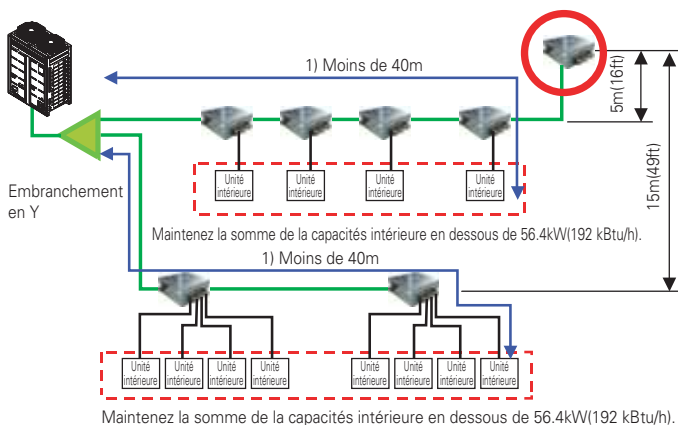 1) Moins de 40m
5m(16ft)
15m(49ft)
Unité
intérieure
Unité
intérieure
Unité
intérieure
Unité
intérieure
Embranchement
en Y
Maintenez la somme de la capacités intérieure en dessous de 56.4kW(192 kBtu/h).
1) Moins de 40m
Unité
intérieure
Unité
intérieure
Unité
intérieure
Unité
intérieure
Unité
intérieure
Unité
intérieure
Unité
intérieure
Unité
intérieure
Maintenez la somme de la capacités intérieure en dessous de 56.4kW(192 kBtu/h).